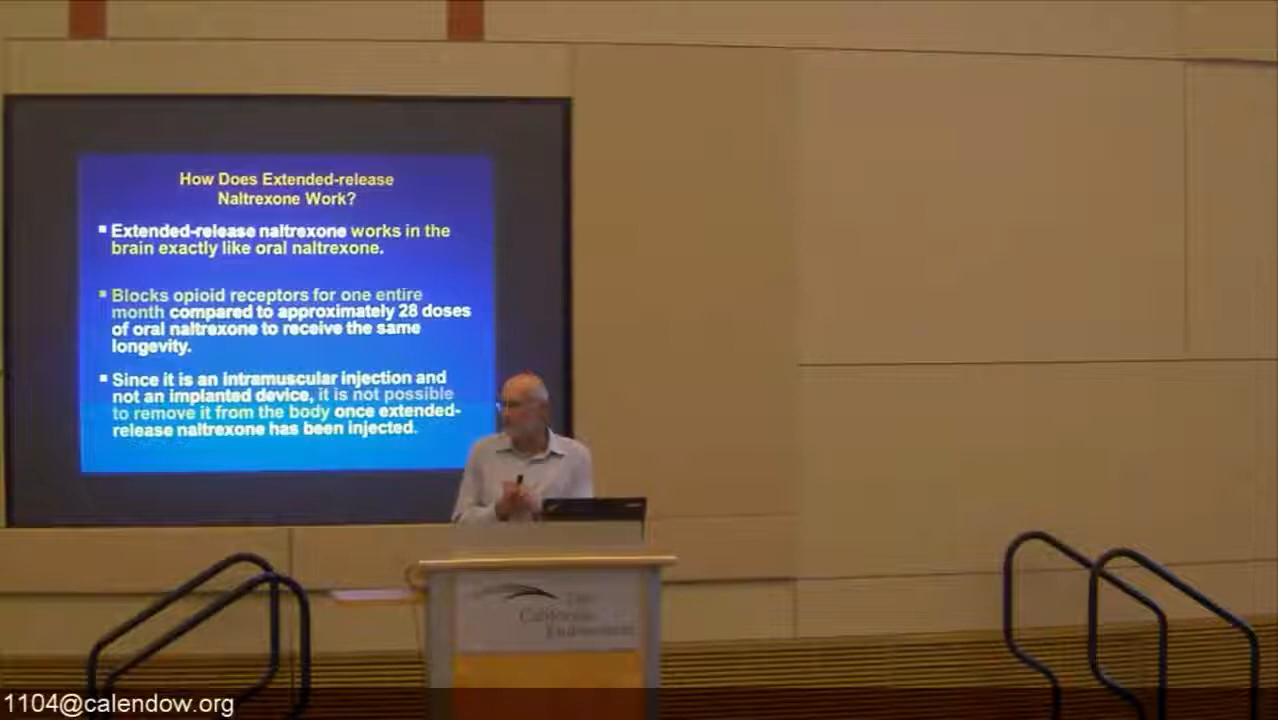 How Does Extended-release
Naltrexone Work?
▪ Extended-release naltrexone works in the
brain exactly like oral naltrexone.
▪ Blocks opioid receptors for one entire
month compared to approximately 28 doses
of oral naltrexone to receive the same
longevity.
▪ Since it is an intramuscular injection and
not an implanted device, it is not possible
to remove it from the body once extended-
release naltrexone has been injected.
The
California
Endowment
1104@calendow.org